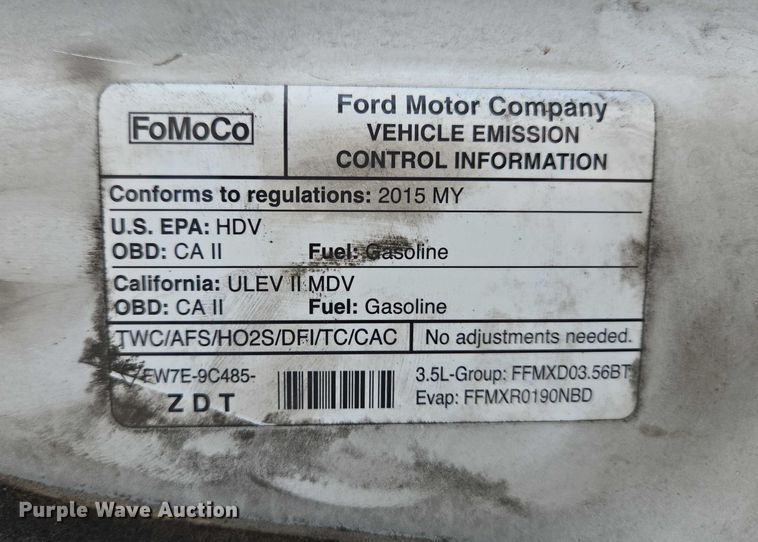 FoMoCo
Ford Motor Company
VEHICLE EMISSION
CONTROL INFORMATION
Conforms to regulations: 2015 MY
U.S. EPA: HDV
OBD: CA II Fuel: Gasoline
California: ULEV II MDV
OBD: CA II Fuel: Gasoline
TWC/AFS/HO2S/DFI/TC/CAC No adjustments needed.
EW7E-9C485-
Z D T
3.5L-Group: FFMXD03.56BT
Evap: FFMXR0190NBD
Purple Wave Auction